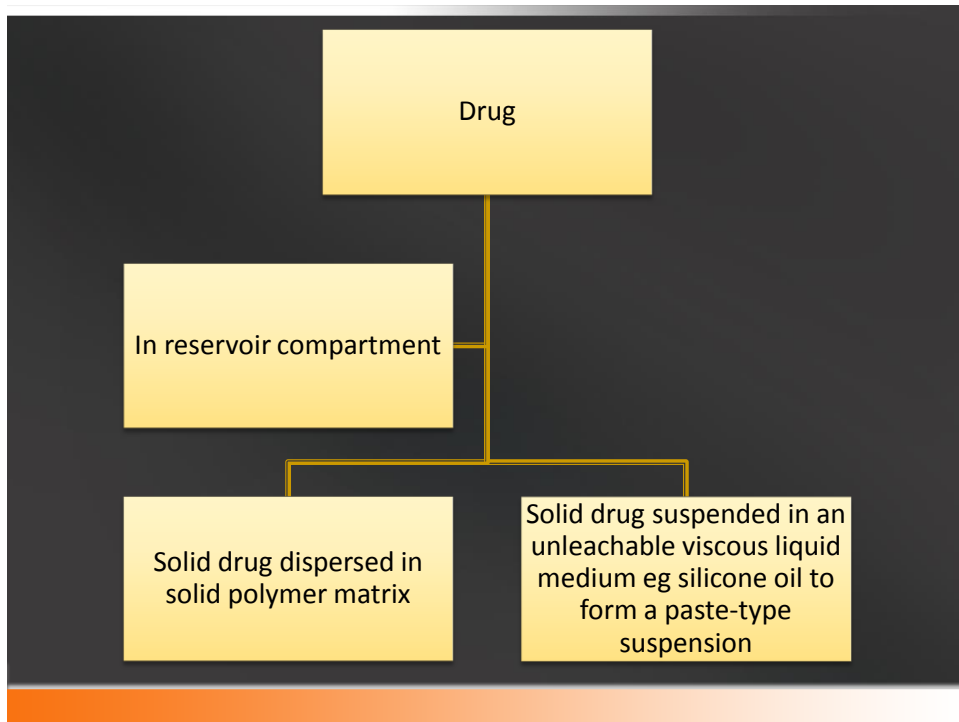 Drug
In reservoir compartment
Solid drug dispersed in
solid polymer matrix
Solid drug suspended in an
unleachable viscous liquid
medium eg silicone oil to
form a paste-type
suspension